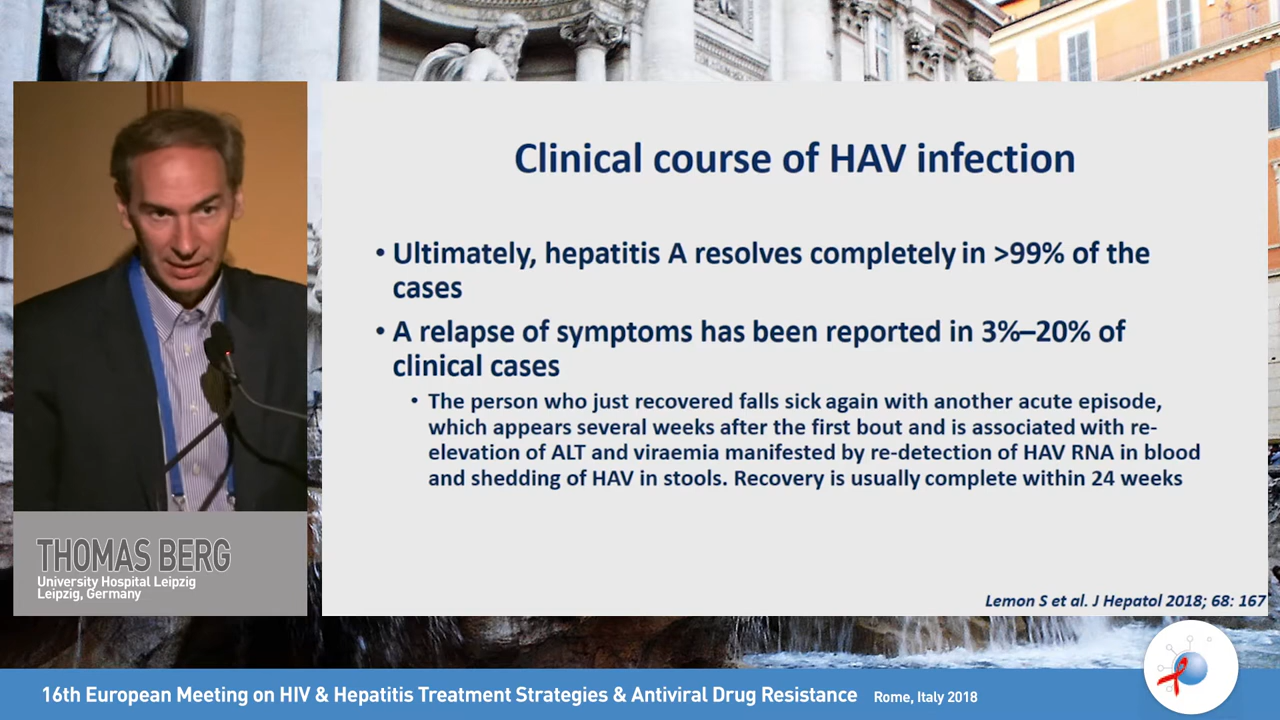 Clinical course of HAV infection
• Ultimately, hepatitis A resolves completely in >99% of the
cases
• A relapse of symptoms has been reported in 3%–20% of
clinical cases
• The person who just recovered falls sick again with another acute episode,
which appears several weeks after the first bout and is associated with re-
elevation of ALT and viraemia manifested by re-detection of HAV RNA in blood
and shedding of HAV in stools. Recovery is usually complete within 24 weeks
Lemon S et al. J Hepatol 2018; 68: 167
THOMAS BERG
University Hospital Leipzig
Leipzig, Germany
16th European Meeting on HIV & Hepatitis Treatment Strategies & Antiviral Drug Resistance Rome, Italy 2018